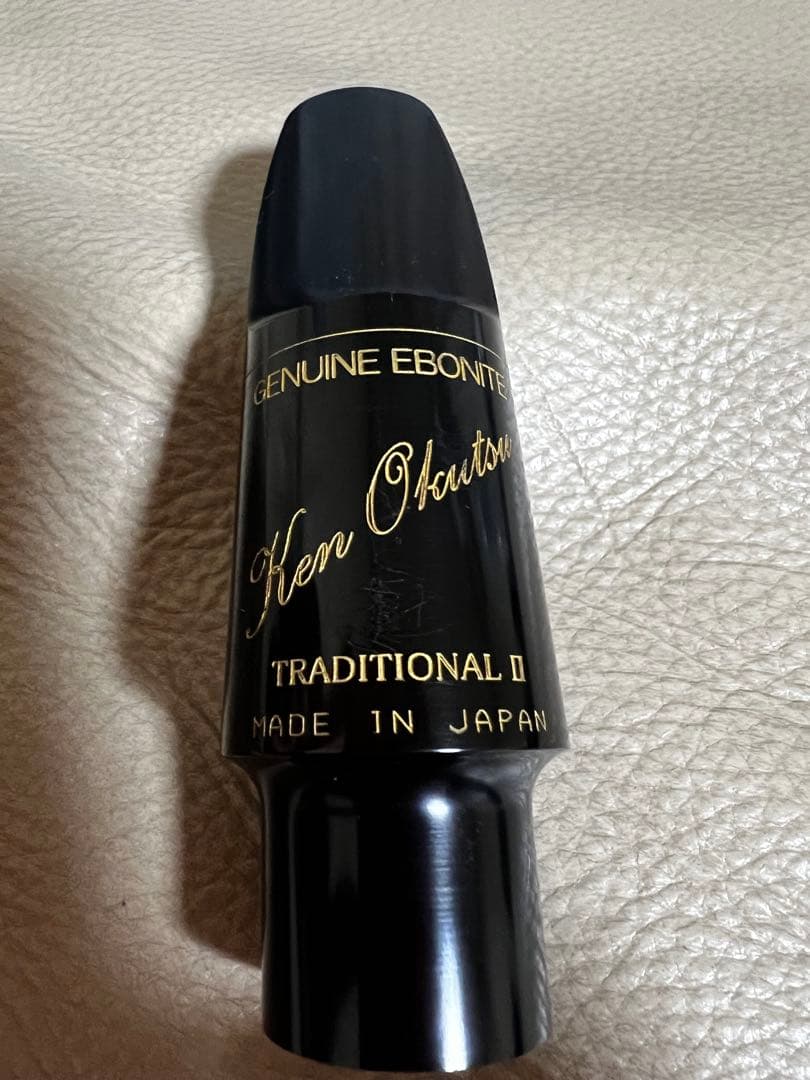 GENUINE EBONITE
Ken Okutsu
TRADITIONAL II
MADE IN JAPAN